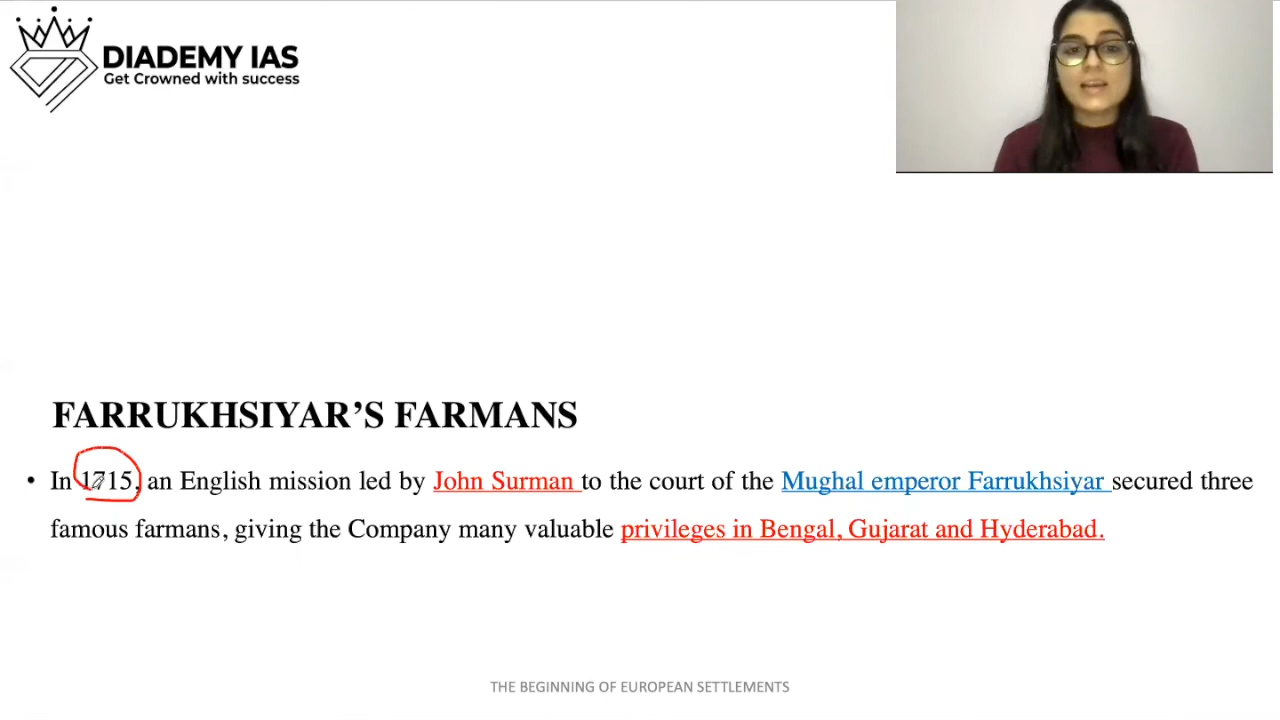 DIADEMY IAS
Get Crowned with success
FARRUKHSIYAR’S FARMANS
• In 1715, an English mission led by John Surman to the court of the Mughal emperor Farrukhsiyar secured three
famous farmans, giving the Company many valuable privileges in Bengal, Gujarat and Hyderabad.
THE BEGINNING OF EUROPEAN SETTLEMENTS